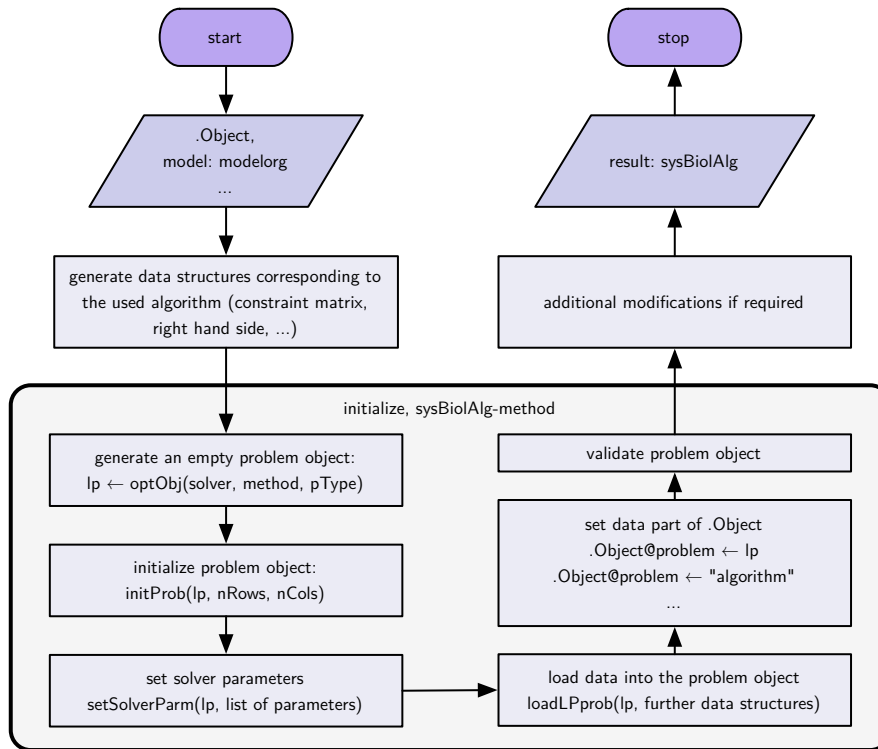 start
.Object,
model: modelorg
...
generate data structures corresponding to
the used algorithm (constraint matrix,
right hand side, ...)
initialize, sysBiolAlg-method
generate an empty problem object:
lp ← optObj(solver, method, pType)
initialize problem object:
initProb(lp, nRows, nCols)
set solver parameters
setSolverParm(lp, list of parameters)
load data into the problem object
loadLPprob(lp, further data structures)
set data part of .Object
.Object@problem ← lp
.Object@problem ← "algorithm"
...
validate problem object
additional modifications if required
result: sysBiolAlg
stop